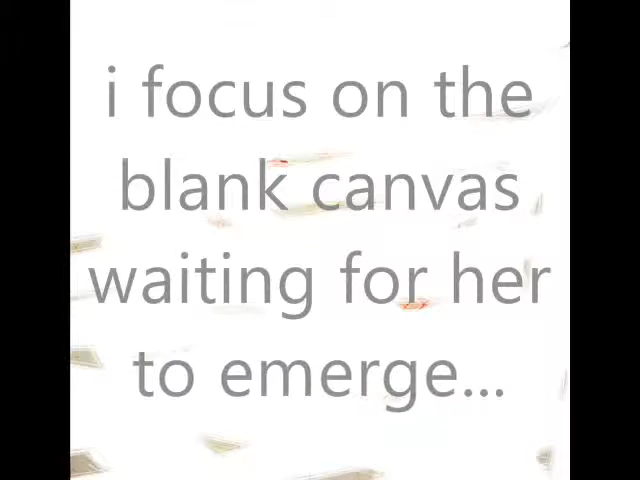 i focus on the
blank canvas
waiting for her
to emerge...